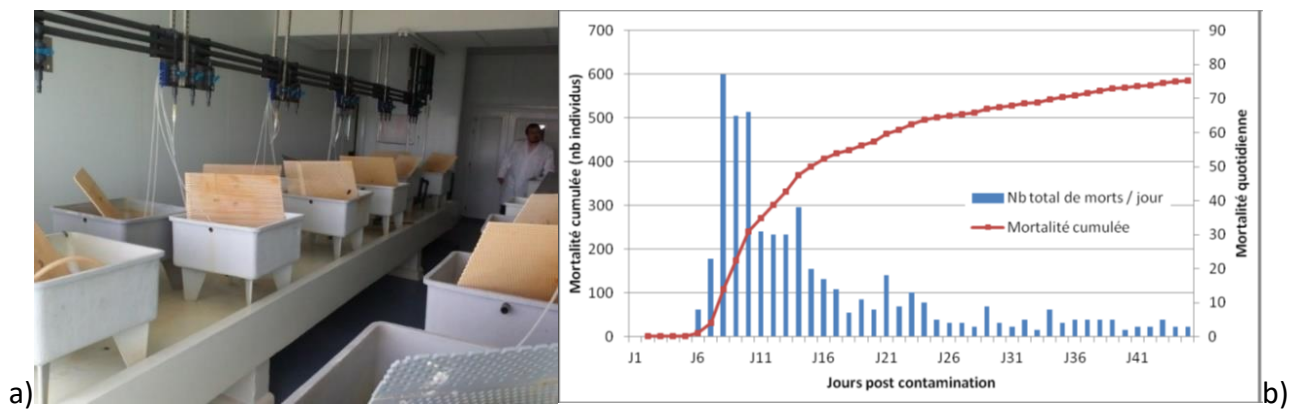 a)
700
600
500
400
300
200
100
0
Mortalité cumulée (nb individus)
90
80
70
60
50
40
30
20
10
0
Mortalité quotidienne
Nb total de morts / jour
Mortalité cumulée
J1 J6 J11 J16 J21 J26 J31 J36 J41
Jours post contamination
b)